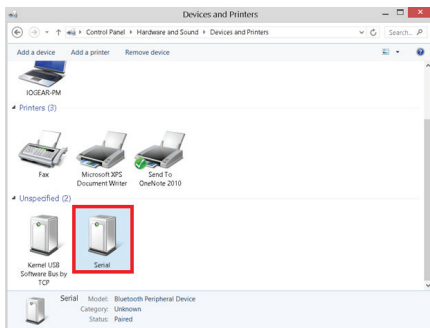 Devices and Printers
Control Panel Hardware and Sound Devices and Printers
Search...
Add a device Add a printer Remove device
IOGEAR-PM
Printers (3)
Fax
Microsoft XPS Document Writer
Send To OneNote 2010
Unspecified (2)
Kernel USB Software Bus by TCP
Serial
Serial Model: Bluetooth Peripheral Device
Category: Unknown
Status: Paired